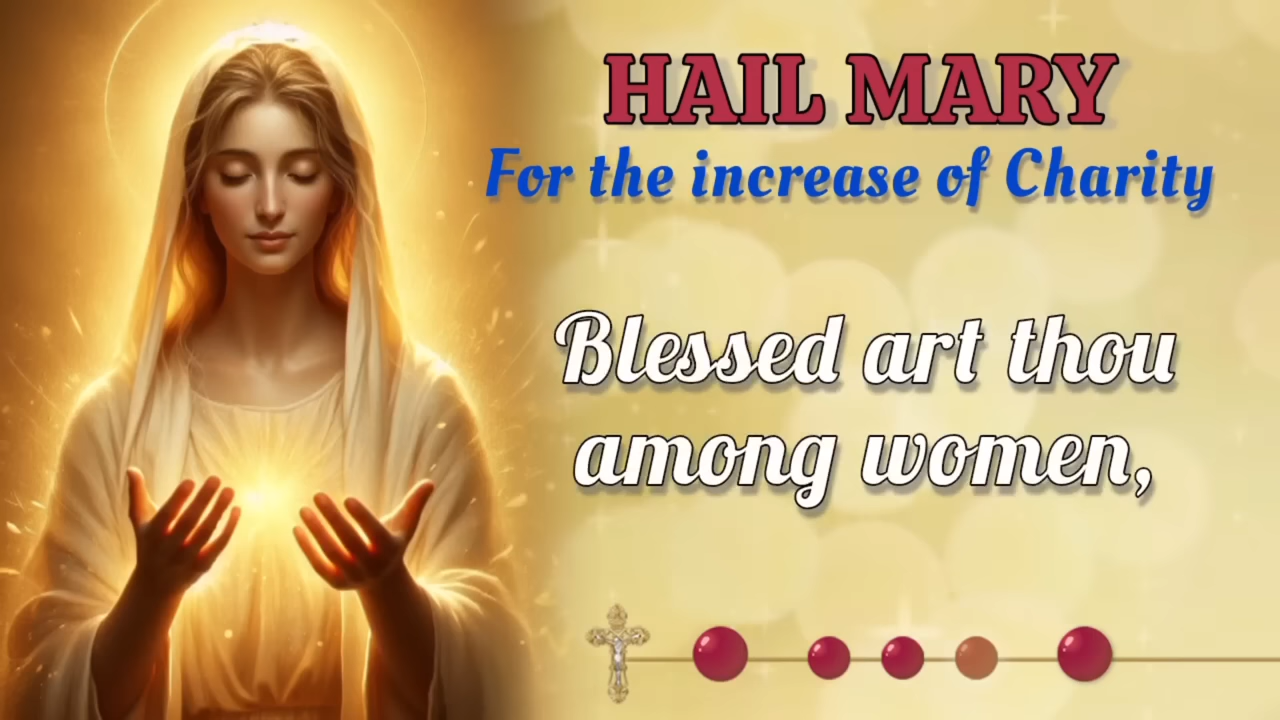 HAIL MARY
For the increase of Charity
Blessed art thou
among women,